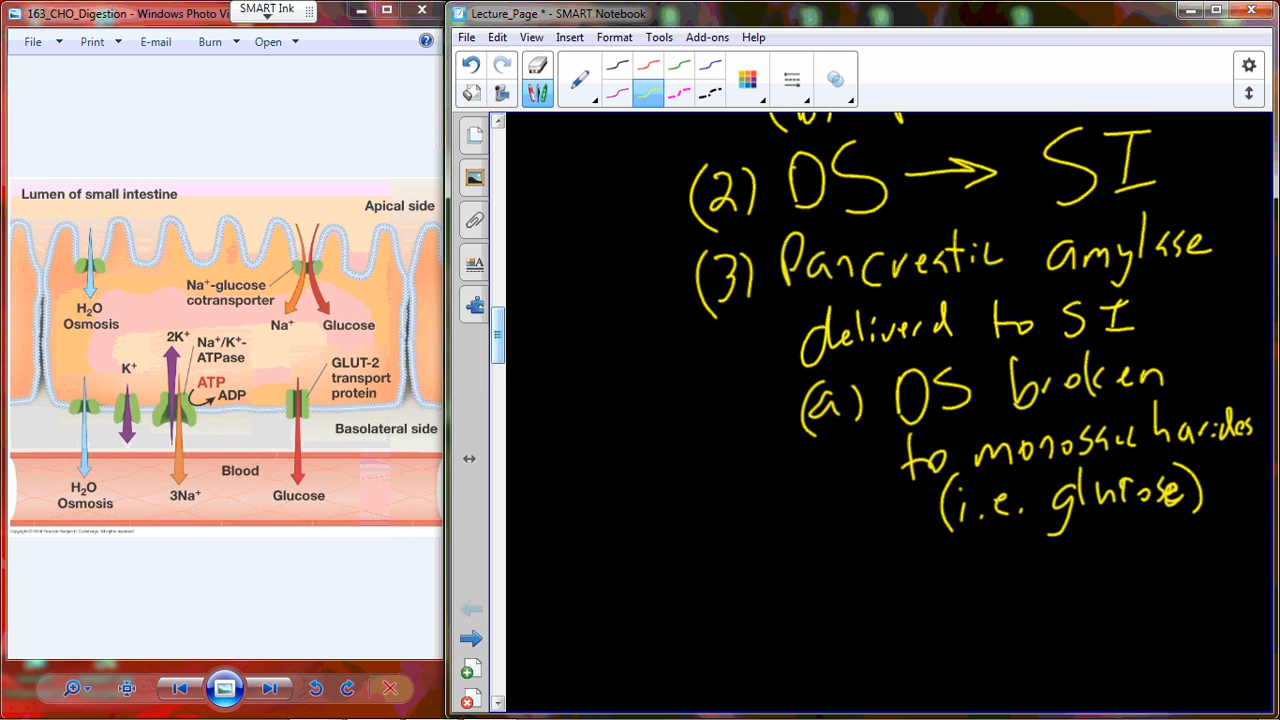 163_CHO_Digestion - Windows Photo Vi
SMART Ink
File Print E-mail Burn Open
Lumen of small intestine
Apical side
Na⁺-glucose
cotransporter
H₂O
Osmosis
Na⁺
Glucose
2K⁺
Na⁺/K⁺-
ATPase
K⁺
ATP
ADP
GLUT-2
transport
protein
Basolateral side
Blood
H₂O
Osmosis
3Na⁺
Glucose
Lecture_Page * - SMART Notebook
File Edit View Insert Format Tools Add-ons Help
(2) DS → SI
(3) Pancreatic amylase
deliverd to SI
(a) DS broken
to monosaccharides
(i.e. glucose)